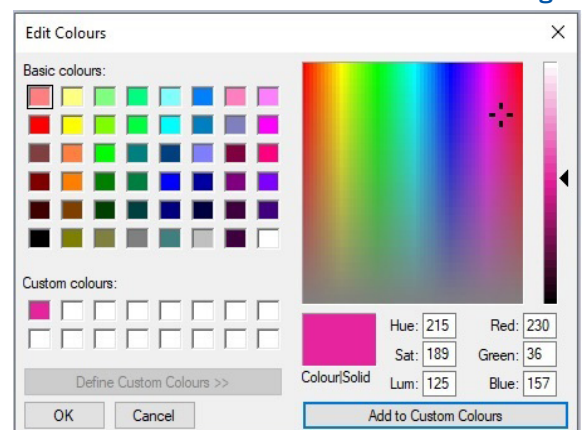 Edit Colours
Basic colours:
Custom colours:
Define Custom Colours >>
OK Cancel
Colour|Solid
Hue: 215 Red: 230
Sat: 189 Green: 36
Lum: 125 Blue: 157
Add to Custom Colours